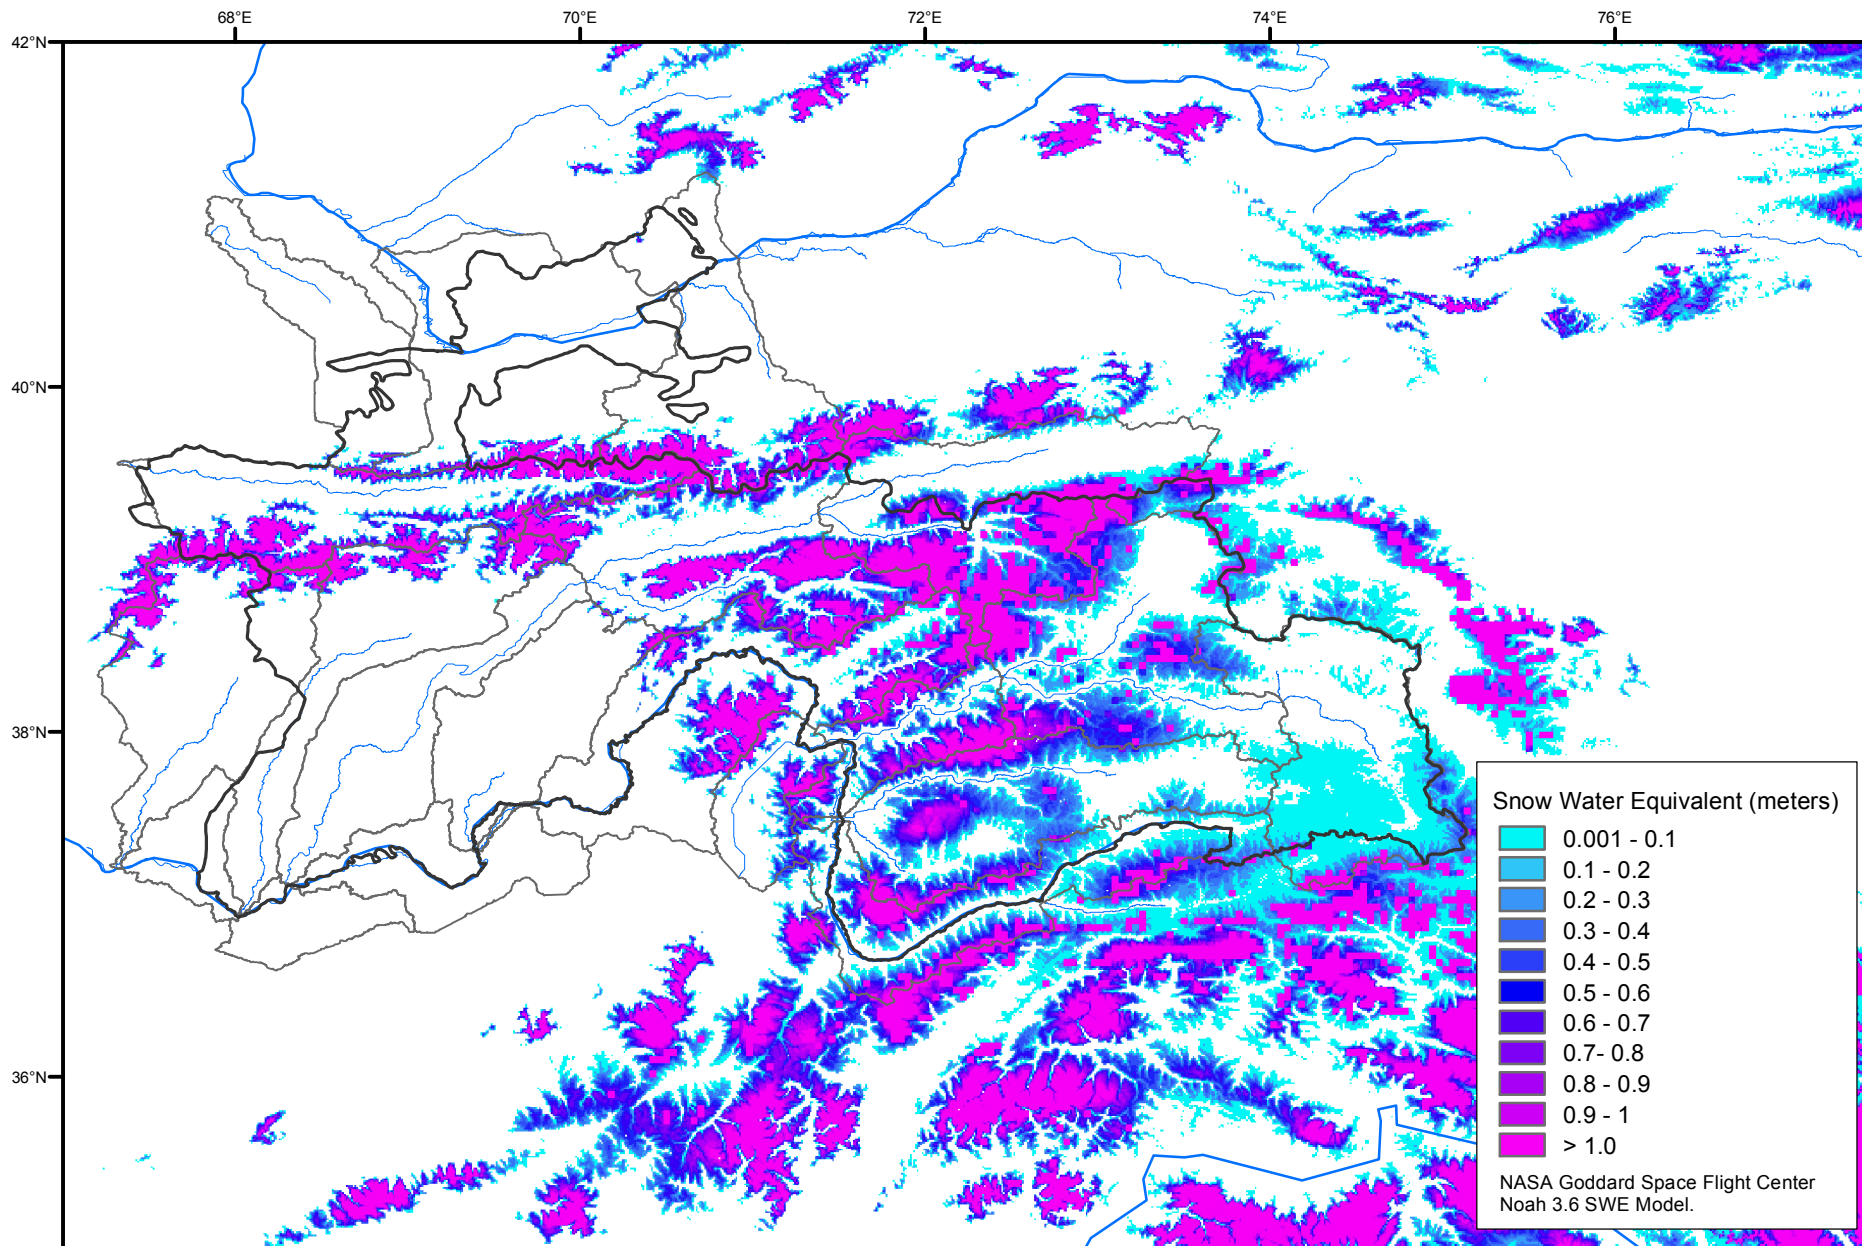 68°E 70°E 72°E 74°E 76°E
42°N
40°N
38°N
36°N
Snow Water Equivalent (meters)
0.001 - 0.1
0.1 - 0.2
0.2 - 0.3
0.3 - 0.4
0.4 - 0.5
0.5 - 0.6
0.6 - 0.7
0.7- 0.8
0.8 - 0.9
0.9 - 1
> 1.0
NASA Goddard Space Flight Center
Noah 3.6 SWE Model.